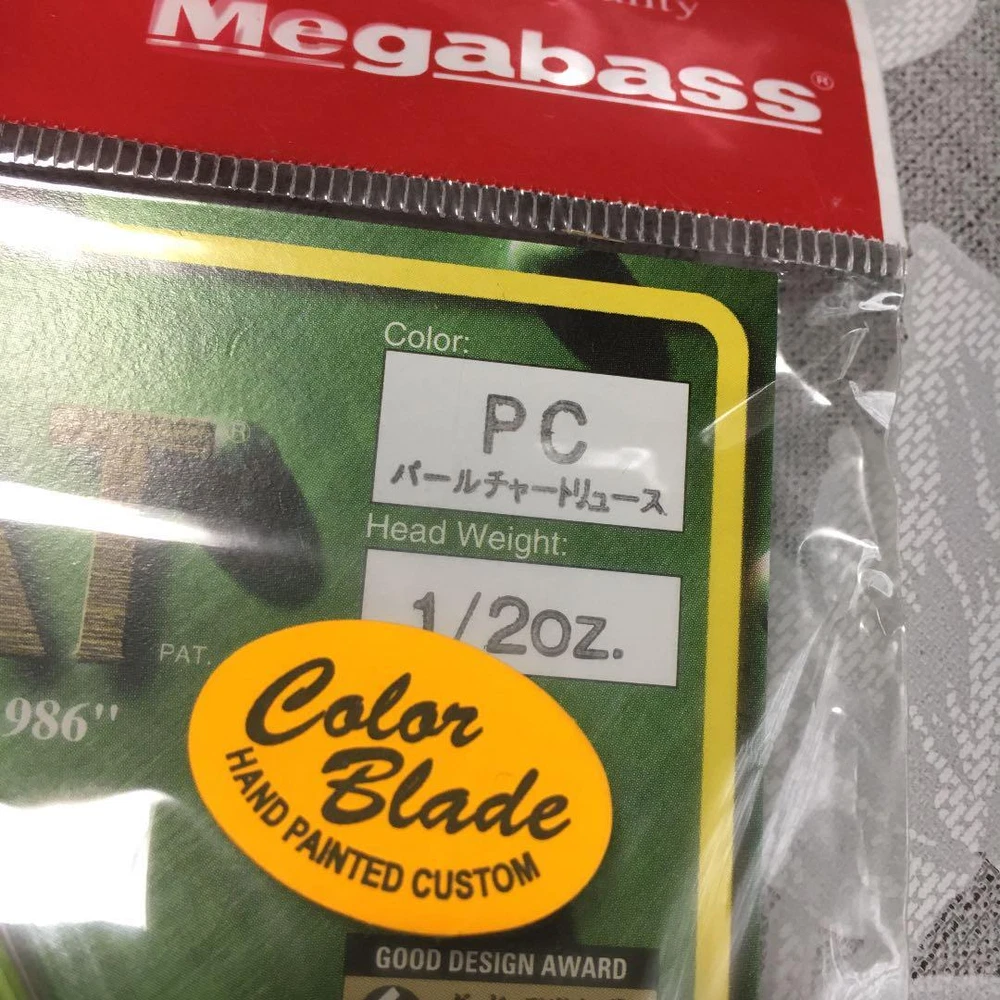 Megabass®
Color:
PC
パールチャートリュース
Head Weight:
1/2oz.
PAT.
986"
Color
Blade
HAND PAINTED CUSTOM
GOOD DESIGN AWARD